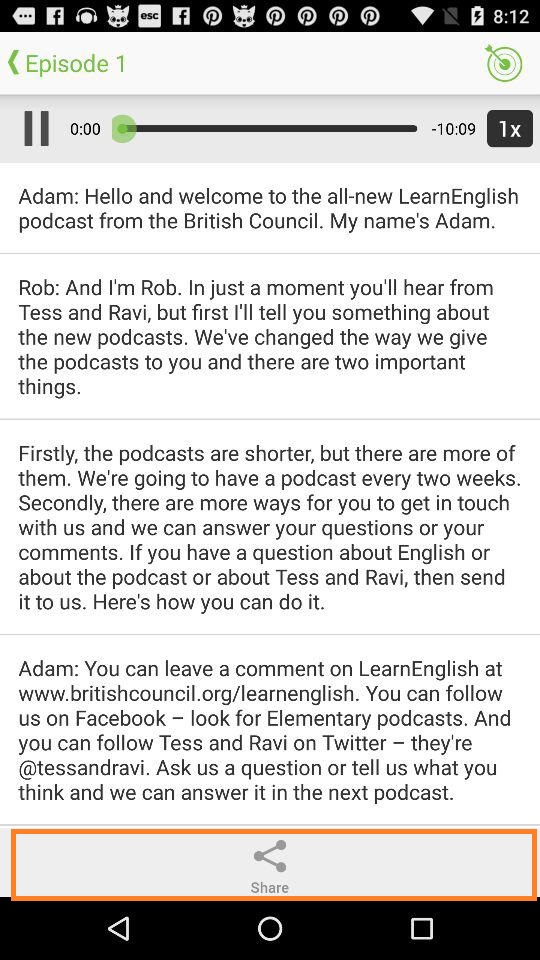 esc 8:12
Episode 1
0:00 -10:09 1x
Adam: Hello and welcome to the all-new LearnEnglish
podcast from the British Council. My name's Adam.
Rob: And I'm Rob. In just a moment you'll hear from
Tess and Ravi, but first I'll tell you something about
the new podcasts. We've changed the way we give
the podcasts to you and there are two important
things.
Firstly, the podcasts are shorter, but there are more of
them. We're going to have a podcast every two weeks.
Secondly, there are more ways for you to get in touch
with us and we can answer your questions or your
comments. If you have a question about English or
about the podcast or about Tess and Ravi, then send
it to us. Here's how you can do it.
Adam: You can leave a comment on LearnEnglish at
www.britishcouncil.org/learnenglish. You can follow
us on Facebook – look for Elementary podcasts. And
you can follow Tess and Ravi on Twitter – they're
@tessandravi. Ask us a question or tell us what you
think and we can answer it in the next podcast.
Share